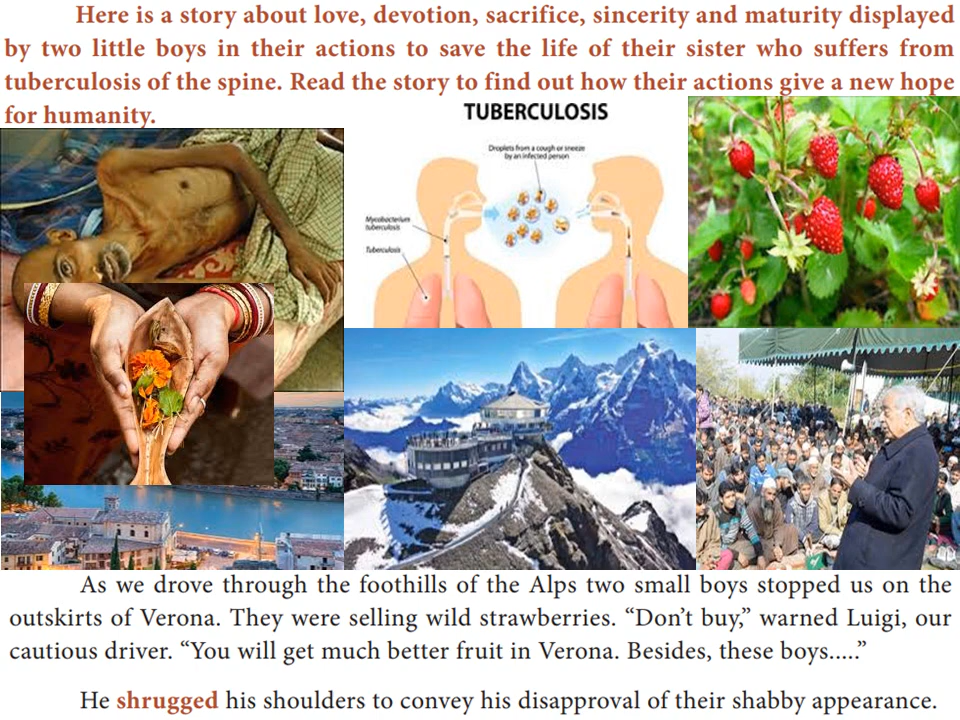 Here is a story about love, devotion, sacrifice, sincerity and maturity displayed
by two little boys in their actions to save the life of their sister who suffers from
tuberculosis of the spine. Read the story to find out how their actions give a new hope
for humanity.
TUBERCULOSIS
Droplets from a cough or sneeze
by an infected person
Mycobacterium
tuberculosis
Tuberculosis
As we drove through the foothills of the Alps two small boys stopped us on the
outskirts of Verona. They were selling wild strawberries. “Don’t buy,” warned Luigi, our
cautious driver. “You will get much better fruit in Verona. Besides, these boys.....”
He shrugged his shoulders to convey his disapproval of their shabby appearance.